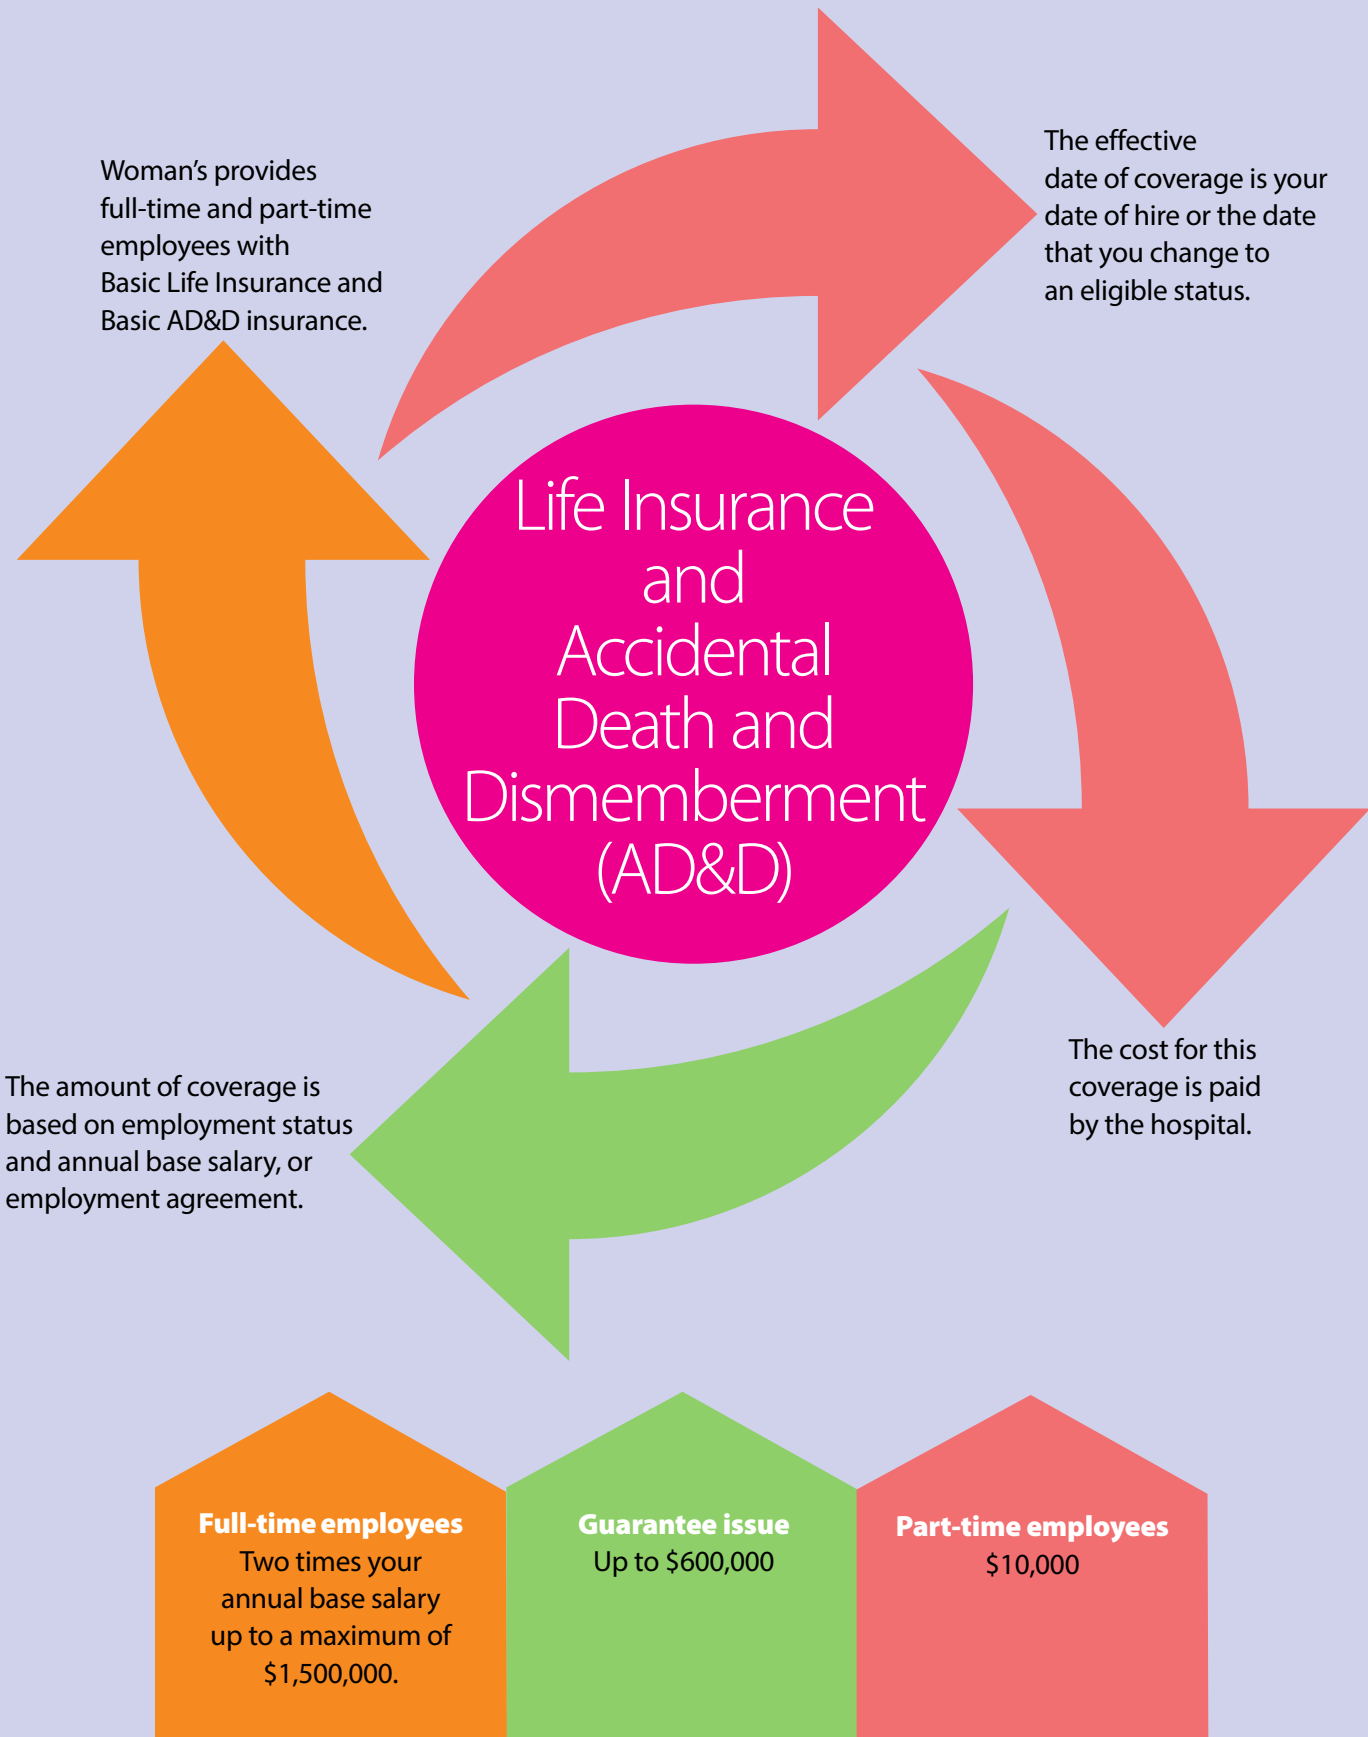 Woman's provides
full-time and part-time
employees with
Basic Life Insurance and
Basic AD&D insurance.
The effective
date of coverage is your
date of hire or the date
that you change to
an eligible status.
Life Insurance
and
Accidental
Death and
Dismemberment
(AD&D)
The cost for this
coverage is paid
by the hospital.
The amount of coverage is
based on employment status
and annual base salary, or
employment agreement.
Full-time employees
Two times your
annual base salary
up to a maximum of
$1,500,000.
Guarantee issue
Up to $600,000
Part-time employees
$10,000